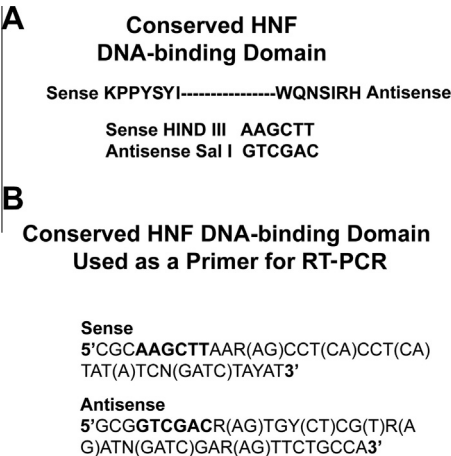 A
Conserved HNF
DNA-binding Domain
Sense KPPYSYI----------------WQNSIRH Antisense
Sense HIND III AAGCTT
Antisense Sal I GTCGAC
B
Conserved HNF DNA-binding Domain
Used as a Primer for RT-PCR
Sense
5’CGCAAGCTTAAR(AG)CCT(CA)CCT(CA)
TAT(A)TCN(GATC)TAYAT3’
Antisense
5’GCGGTCGACR(AG)TGY(CT)CG(T)R(A
G)ATN(GATC)GAR(AG)TTCTGCCA3’